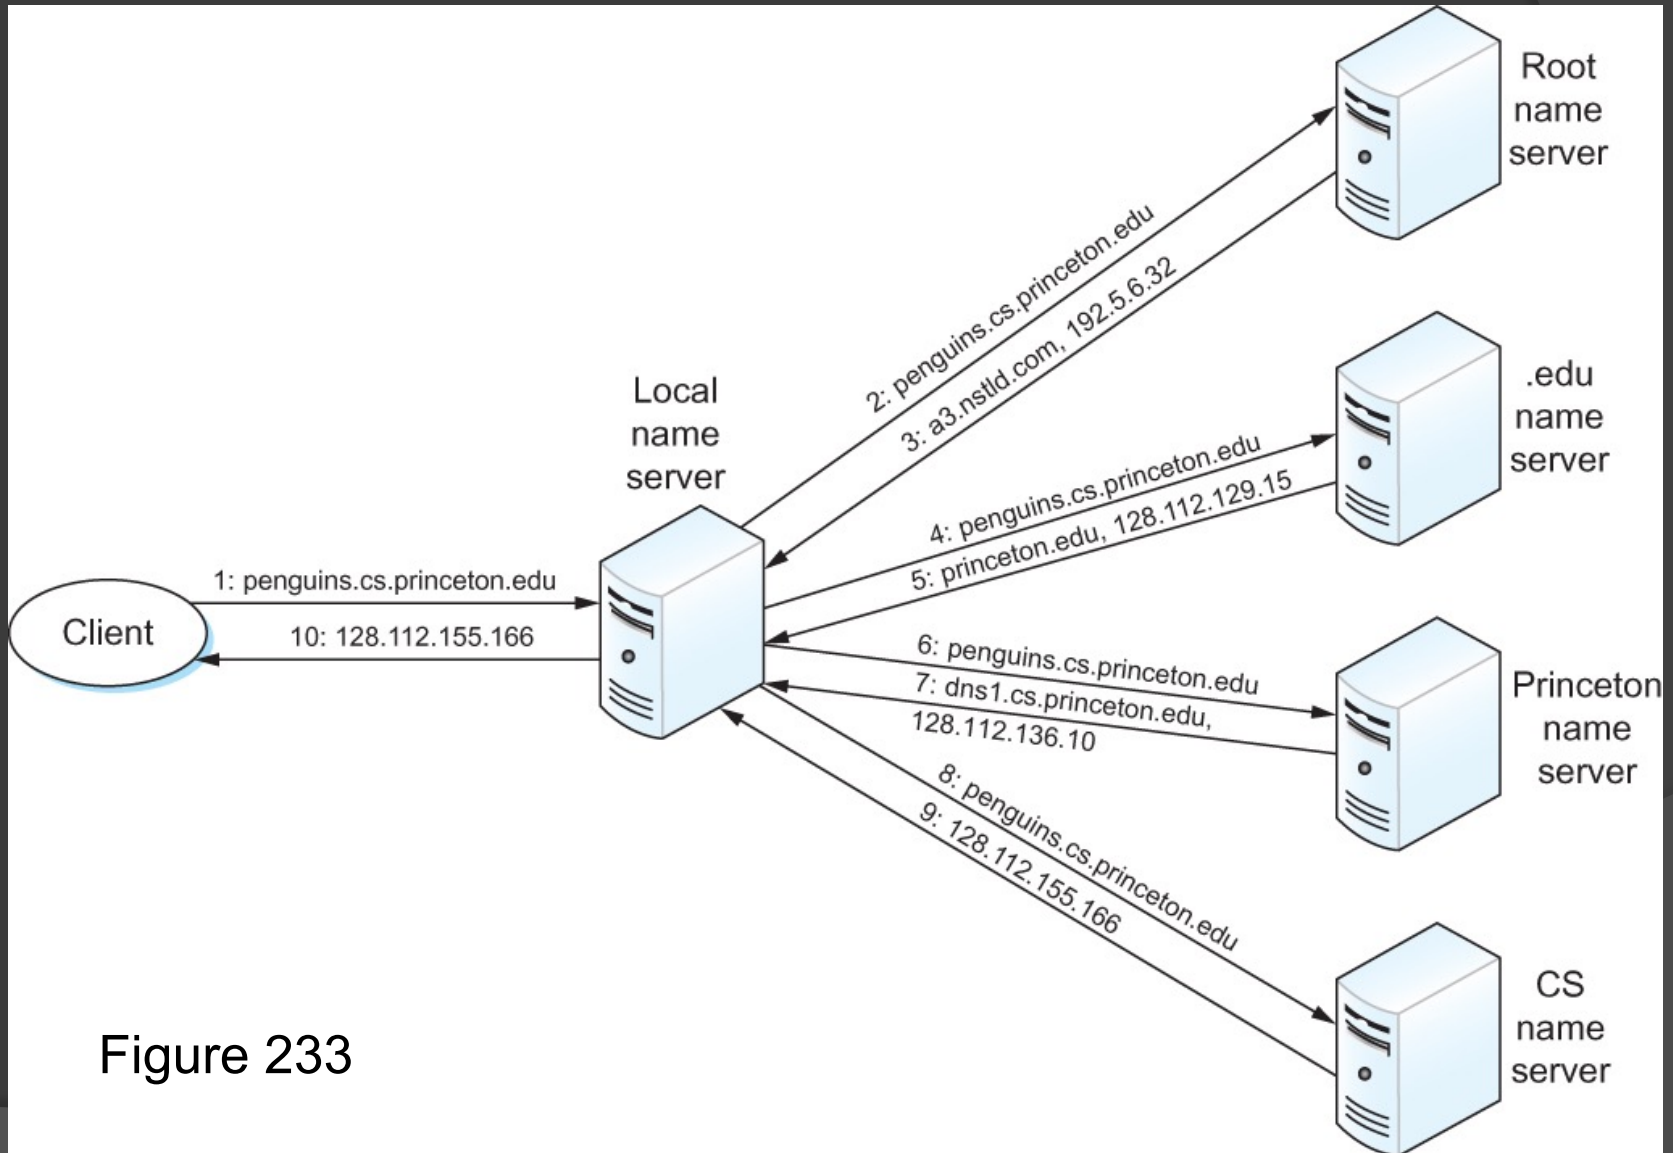 Root
name
server
2: penguins.cs.princeton.edu
3: a3.nstld.com, 192.5.6.32
.edu
name
server
Local
name
server
4: penguins.cs.princeton.edu
5: princeton.edu, 128.112.129.15
1: penguins.cs.princeton.edu
Client
10: 128.112.155.166
6: penguins.cs.princeton.edu
7: dns1.cs.princeton.edu,
128.112.136.10
Princeton
name
server
8: penguins.cs.princeton.edu
9: 128.112.155.166
CS
name
server
Figure 233